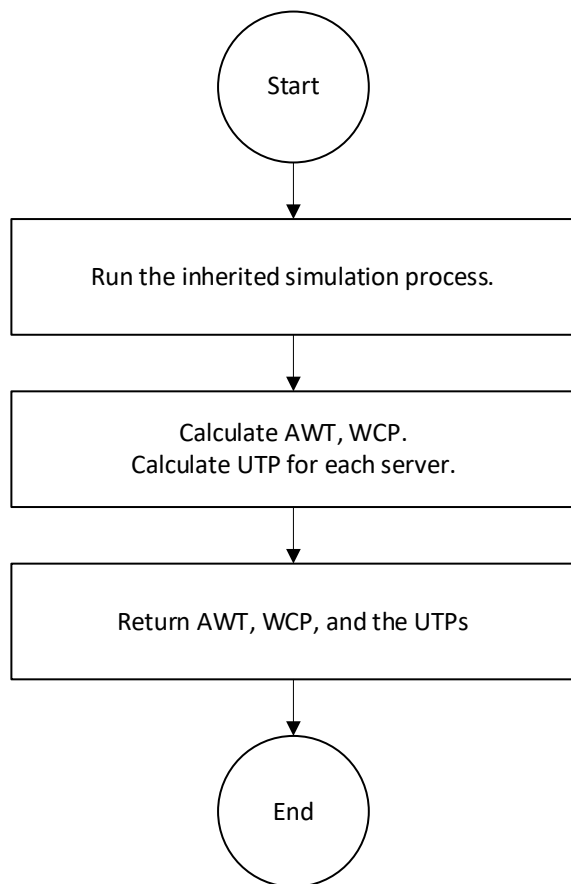 Start
Run the inherited simulation process.
Calculate AWT, WCP.
Calculate UTP for each server.
Return AWT, WCP, and the UTPs
End